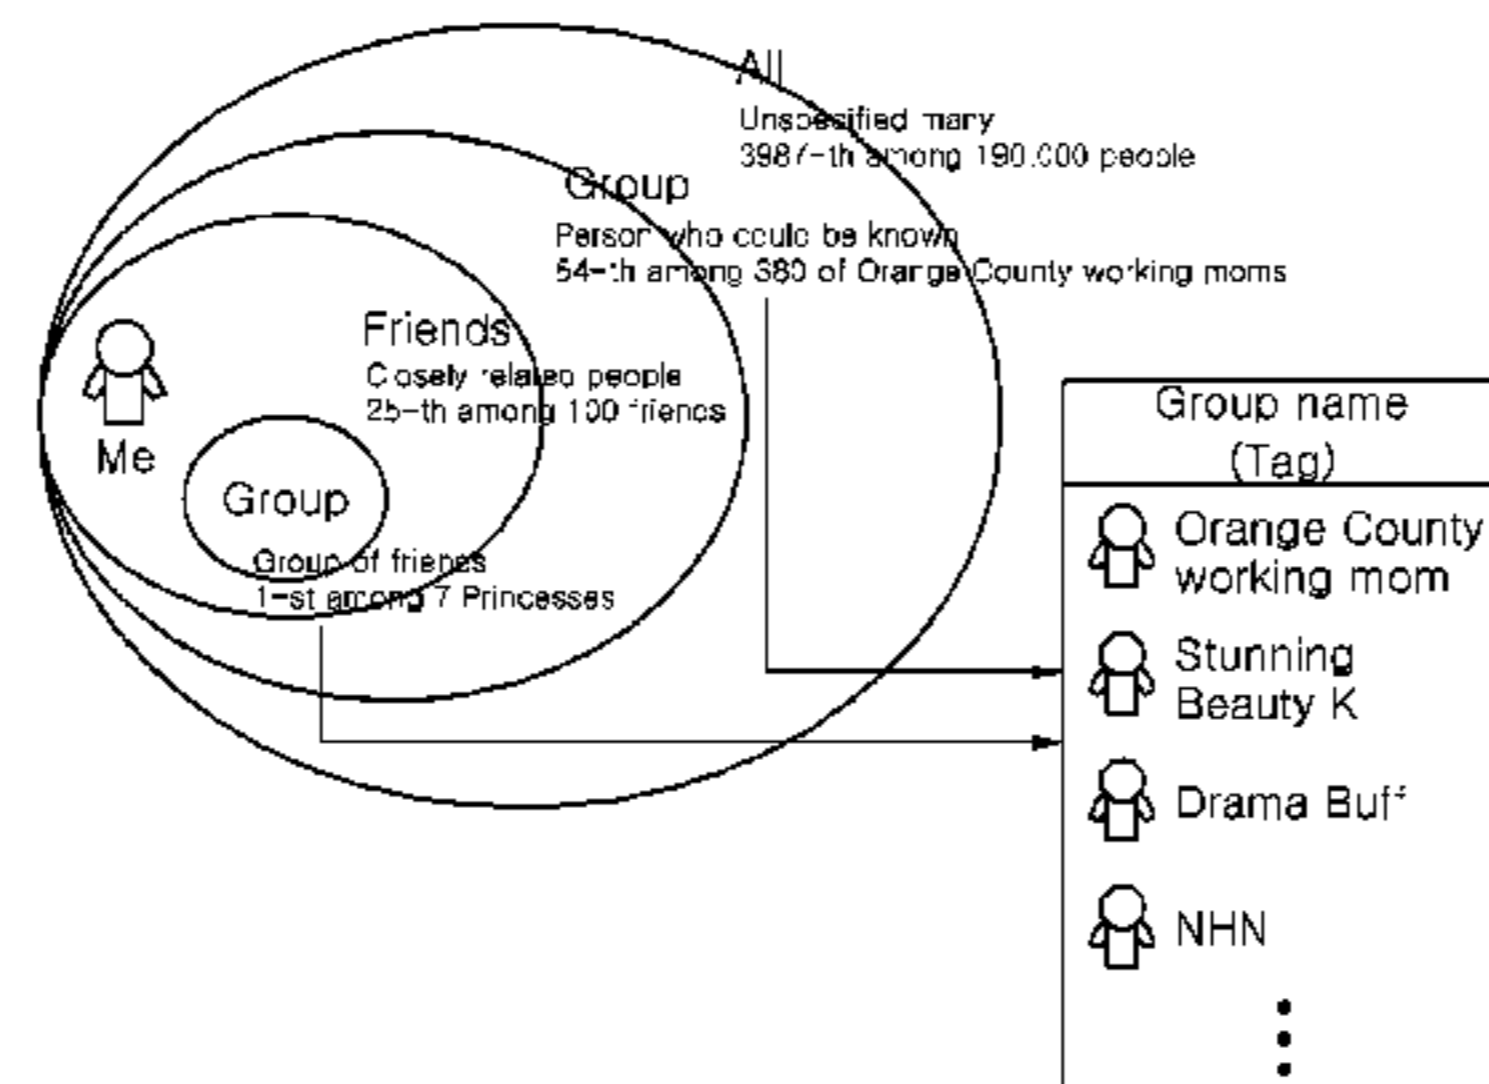 All
Unspecified many
3987-th among 190.000 people
Group
Person who could be known
54-th among 380 of Orange County working moms
Friends
Closely related people
25-th among 100 friends
Me
Group
Group of friends
1-st among 7 Princesses
Group name
(Tag)
Orange County
working mom
Stunning
Beauty K
Drama Buff
NHN